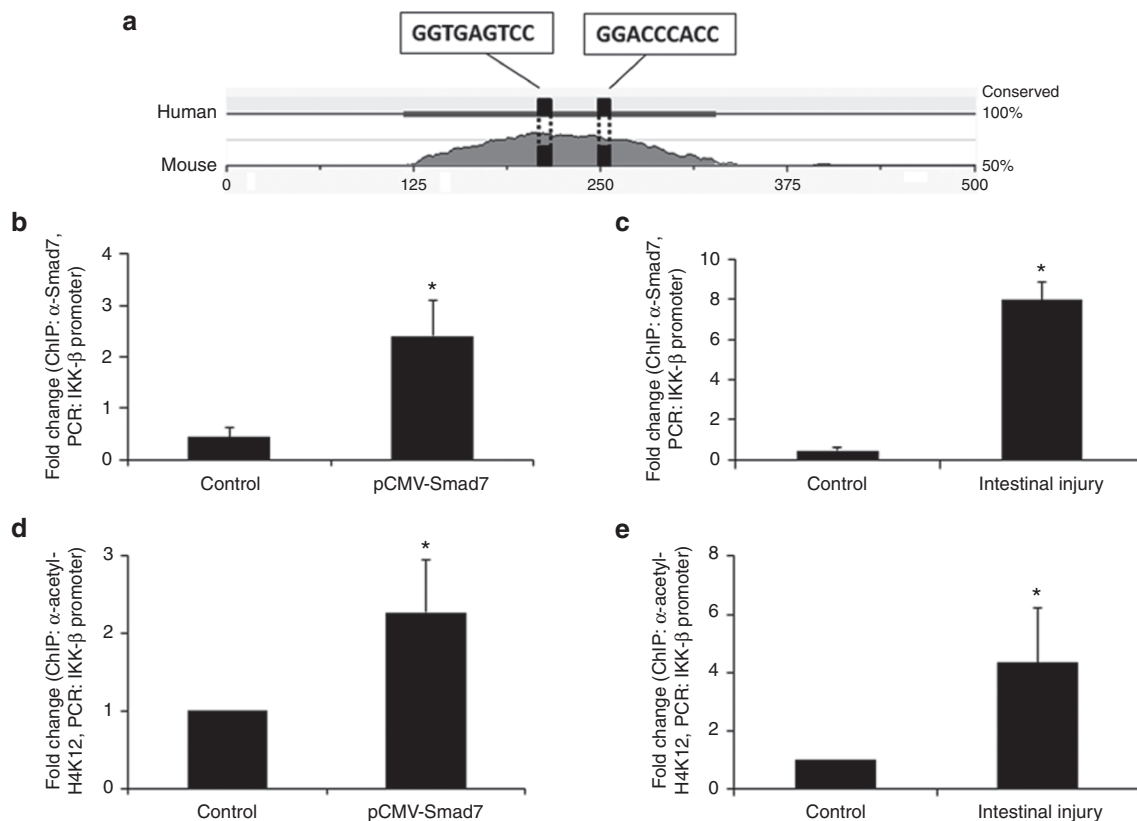 a
GGTGAGTCC GGACCCACC
Conserved
Human 100%
Mouse 50%
0 125 250 375 500
b
Fold change (ChIP: α-Smad7,
PCR: IKK-β promoter)
4
3
2
1
0
*
Control pCMV-Smad7
c
Fold change (ChIP: α-Smad7,
PCR: IKK-β promoter)
10
8
6
4
2
0
*
Control Intestinal injury
d
Fold change (ChIP: α-acetyl-
H4K12, PCR: IKK-β promoter)
3
2
1
0
*
Control pCMV-Smad7
e
Fold change (ChIP: α-acetyl-
H4K12, PCR: IKK-β promoter)
8
6
4
2
0
*
Control Intestinal injury